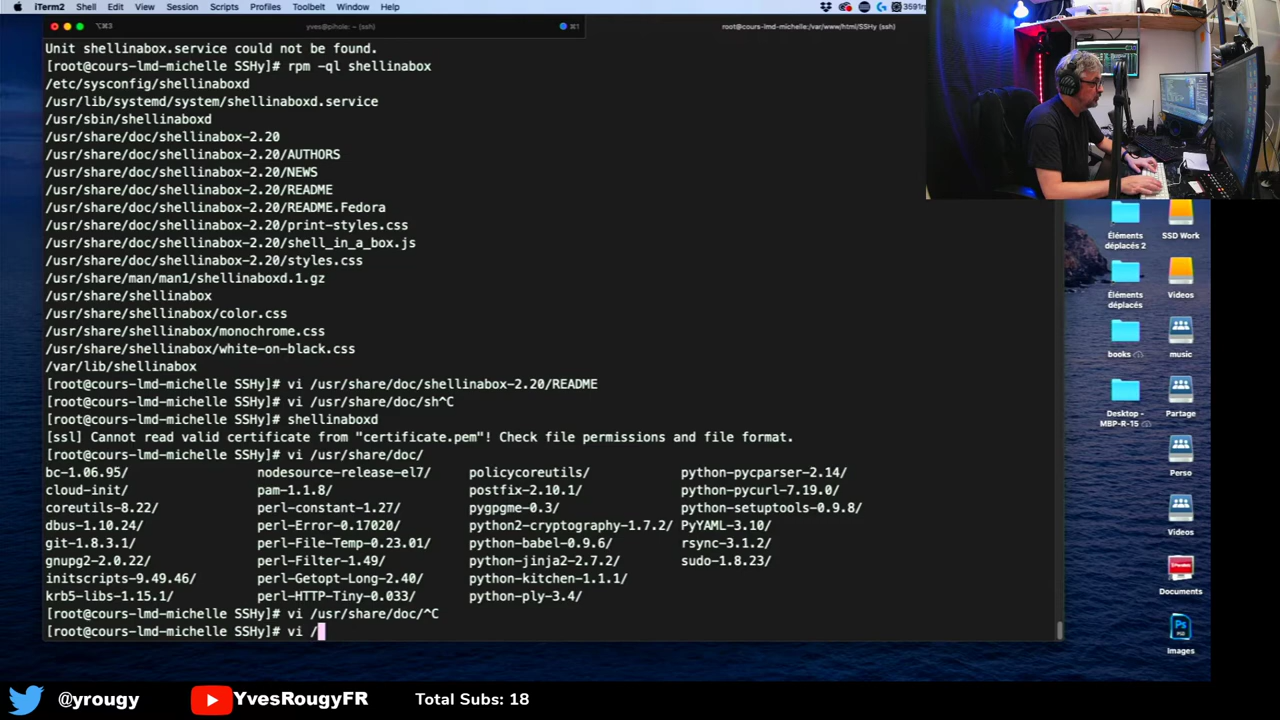 iTerm2 Shell Edit View Session Scripts Profiles Toolbelt Window Help
3591r
⌥⌘3 yves@pihole: ~ (ssh) ⌘1 root@cours-lmd-michelle:/var/www/html/SSHy (ssh)
Unit shellinabox.service could not be found.
[root@cours-lmd-michelle SSHy]# rpm -ql shellinabox
/etc/sysconfig/shellinaboxd
/usr/lib/systemd/system/shellinaboxd.service
/usr/sbin/shellinaboxd
/usr/share/doc/shellinabox-2.20
/usr/share/doc/shellinabox-2.20/AUTHORS
/usr/share/doc/shellinabox-2.20/NEWS
/usr/share/doc/shellinabox-2.20/README
/usr/share/doc/shellinabox-2.20/README.Fedora
/usr/share/doc/shellinabox-2.20/print-styles.css
/usr/share/doc/shellinabox-2.20/shell_in_a_box.js
/usr/share/doc/shellinabox-2.20/styles.css
/usr/share/man/man1/shellinaboxd.1.gz
/usr/share/shellinabox
/usr/share/shellinabox/color.css
/usr/share/shellinabox/monochrome.css
/usr/share/shellinabox/white-on-black.css
/var/lib/shellinabox
[root@cours-lmd-michelle SSHy]# vi /usr/share/doc/shellinabox-2.20/README
[root@cours-lmd-michelle SSHy]# vi /usr/share/doc/sh^C
[root@cours-lmd-michelle SSHy]# shellinaboxd
[ssl] Cannot read valid certificate from "certificate.pem"! Check file permissions and file format.
[root@cours-lmd-michelle SSHy]# vi /usr/share/doc/
bc-1.06.95/ nodesource-release-el7/ policycoreutils/ python-pycparser-2.14/
cloud-init/ pam-1.1.8/ postfix-2.10.1/ python-pycurl-7.19.0/
coreutils-8.22/ perl-constant-1.27/ pygpgme-0.3/ python-setuptools-0.9.8/
dbus-1.10.24/ perl-Error-0.17020/ python2-cryptography-1.7.2/ PyYAML-3.10/
git-1.8.3.1/ perl-File-Temp-0.23.01/ python-babel-0.9.6/ rsync-3.1.2/
gnupg2-2.0.22/ perl-Filter-1.49/ python-jinja2-2.7.2/ sudo-1.8.23/
initscripts-9.49.46/ perl-Getopt-Long-2.40/ python-kitchen-1.1.1/
krb5-libs-1.15.1/ perl-HTTP-Tiny-0.033/ python-ply-3.4/
[root@cours-lmd-michelle SSHy]# vi /usr/share/doc/^C
[root@cours-lmd-michelle SSHy]# vi /
Éléments déplacés 2
SSD Work
Éléments déplacés
Videos
books
music
Desktop - MBP-R-15
Partage
Perso
Videos
Documents
Images
@yrougy YvesRougyFR Total Subs: 18